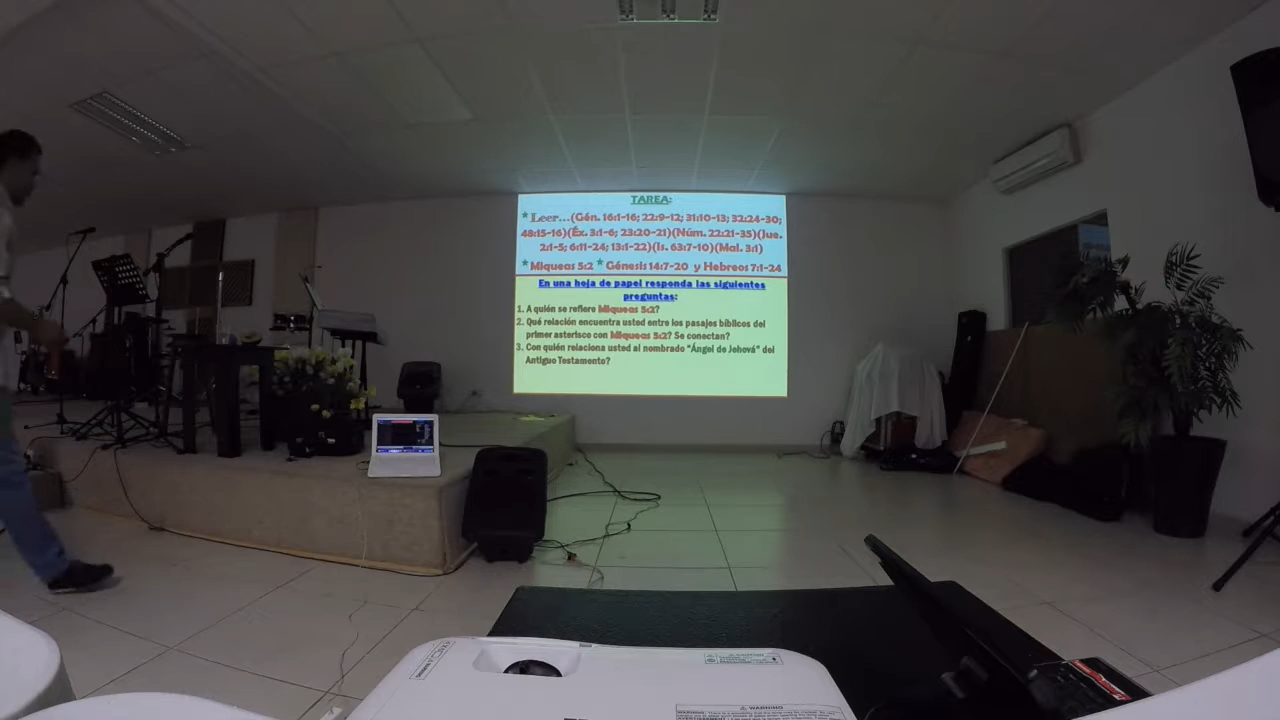 TAREA:
* Leer...(Gén. 16:1-16; 22:9-12; 31:10-13; 32:24-30;
48:15-16)(Éx. 3:1-6; 23:20-21)(Núm. 22:21-35)(Jue.
2:1-5; 6:11-24; 13:1-22)(Is. 63:7-10)(Mal. 3:1)
* Miqueas 5:2 * Génesis 14:7-20 y Hebreos 7:1-24
En una hoja de papel responda las siguientes
preguntas:
1. A quién se refiere Miqueas 5:2?
2. Qué relación encuentra usted entre los pasajes bíblicos del
primer asterisco con Miqueas 5:2? Se conectan?
3. Con quién relaciona usted al nombrado "Ángel de Jehová" del
Antiguo Testamento?
WARNING